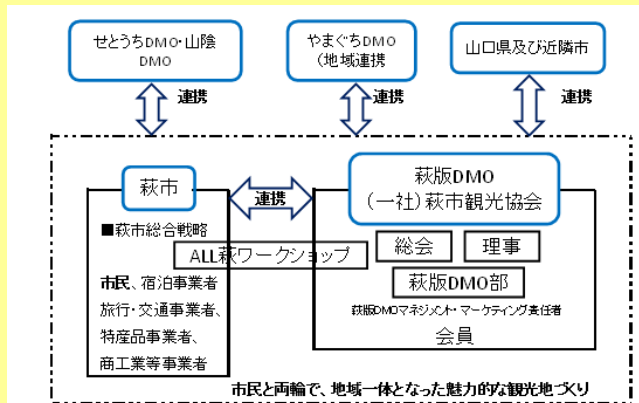 せとうちDMO・山陰
DMO
やまぐちDMO
(地域連携
山口県及び近隣市
連携
連携
連携
萩市
連携
萩版DMO
(一社)萩市観光協会
■萩市総合戦略
ALL萩ワークショップ
総会
理事
萩版DMO部
市民、宿泊事業者
旅行・交通事業者、
特産品事業者、
商工業等事業者
萩版DMOマネジメント・マーケティング責任者
会員
市民と両輪で、地域一体となった魅力的な観光地づくり